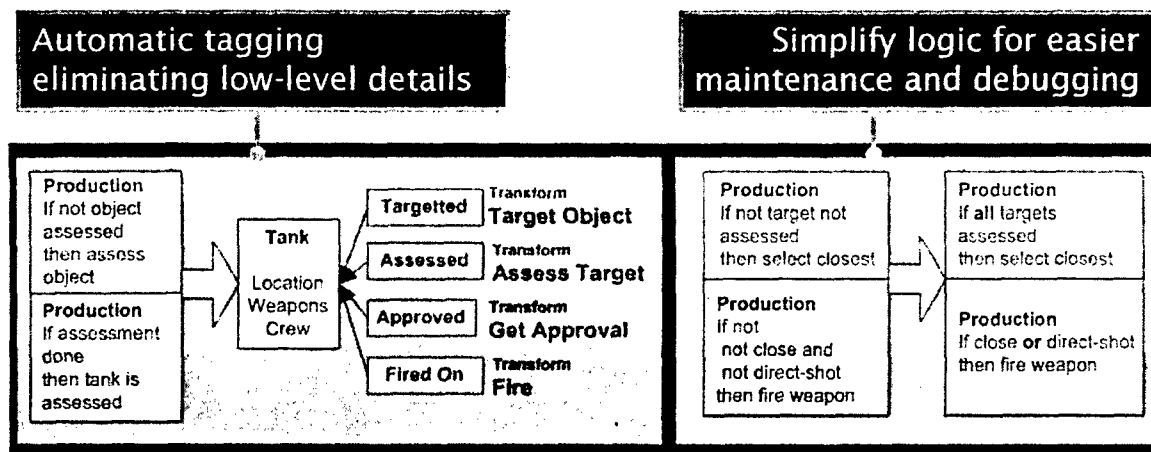 Automatic tagging
eliminating low-level details
Simplify logic for easier
maintenance and debugging
Production
If not object
assessed
then assess
object
Production
If assessment
done
then tank is
assessed
Tank
Location
Weapons
Crew
Targetted
Transform
Target Object
Assessed
Transform
Assess Target
Approved
Transform
Get Approval
Fired On
Transform
Fire
Production
If not target not
assessed
then select closest
Production
If not
not close and
not direct-shot
then fire weapon
Production
If all targets
assessed
then select closest
Production
If close or direct-shot
then fire weapon